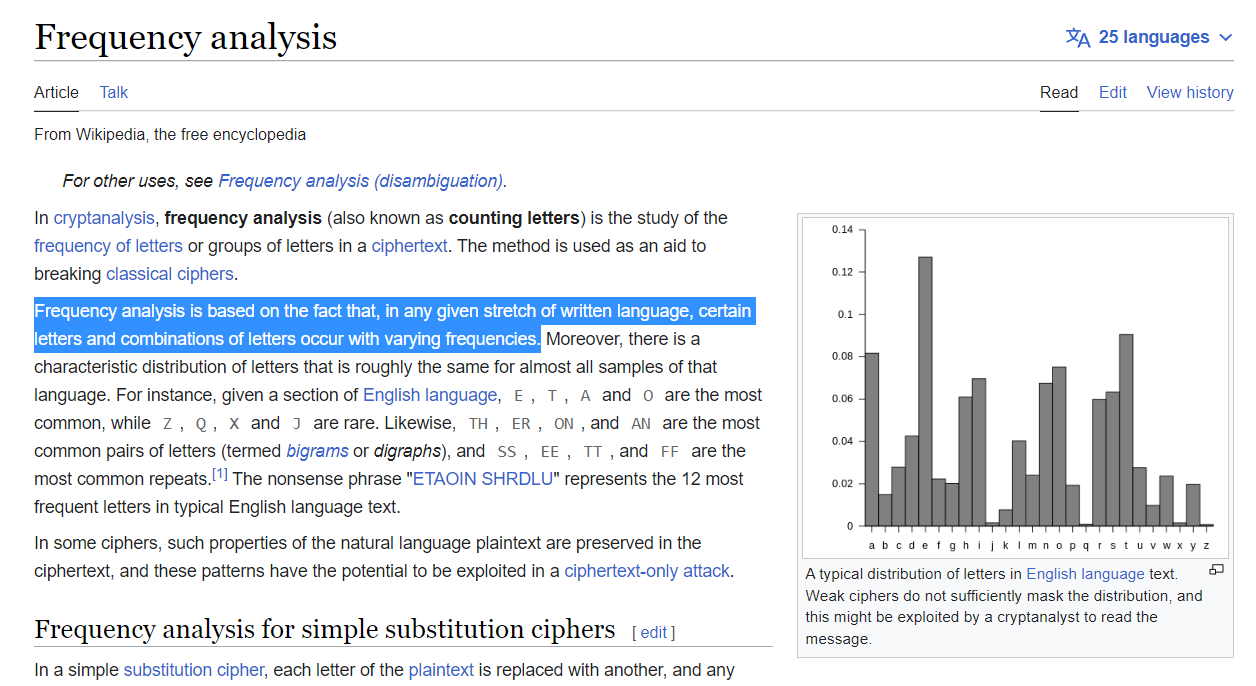 Frequency analysis
文A 25 languages
Article Talk
Read Edit View history
From Wikipedia, the free encyclopedia
For other uses, see Frequency analysis (disambiguation).
In cryptanalysis, frequency analysis (also known as counting letters) is the study of the
frequency of letters or groups of letters in a ciphertext. The method is used as an aid to
breaking classical ciphers.
Frequency analysis is based on the fact that, in any given stretch of written language, certain
letters and combinations of letters occur with varying frequencies. Moreover, there is a
characteristic distribution of letters that is roughly the same for almost all samples of that
language. For instance, given a section of English language, E , T , A and O are the most
common, while Z , Q , X and J are rare. Likewise, TH , ER , ON , and AN are the most
common pairs of letters (termed bigrams or digraphs), and SS , EE , TT , and FF are the
most common repeats.[1] The nonsense phrase "ETAOIN SHRDLU" represents the 12 most
frequent letters in typical English language text.
In some ciphers, such properties of the natural language plaintext are preserved in the
ciphertext, and these patterns have the potential to be exploited in a ciphertext-only attack.
Frequency analysis for simple substitution ciphers [ edit ]
In a simple substitution cipher, each letter of the plaintext is replaced with another, and any
0.14
0.12
0.1
0.08
0.06
0.04
0.02
0
a b c d e f g h i j k l m n o p q r s t u v w x y z
A typical distribution of letters in English language text.
Weak ciphers do not sufficiently mask the distribution, and
this might be exploited by a cryptanalyst to read the
message.